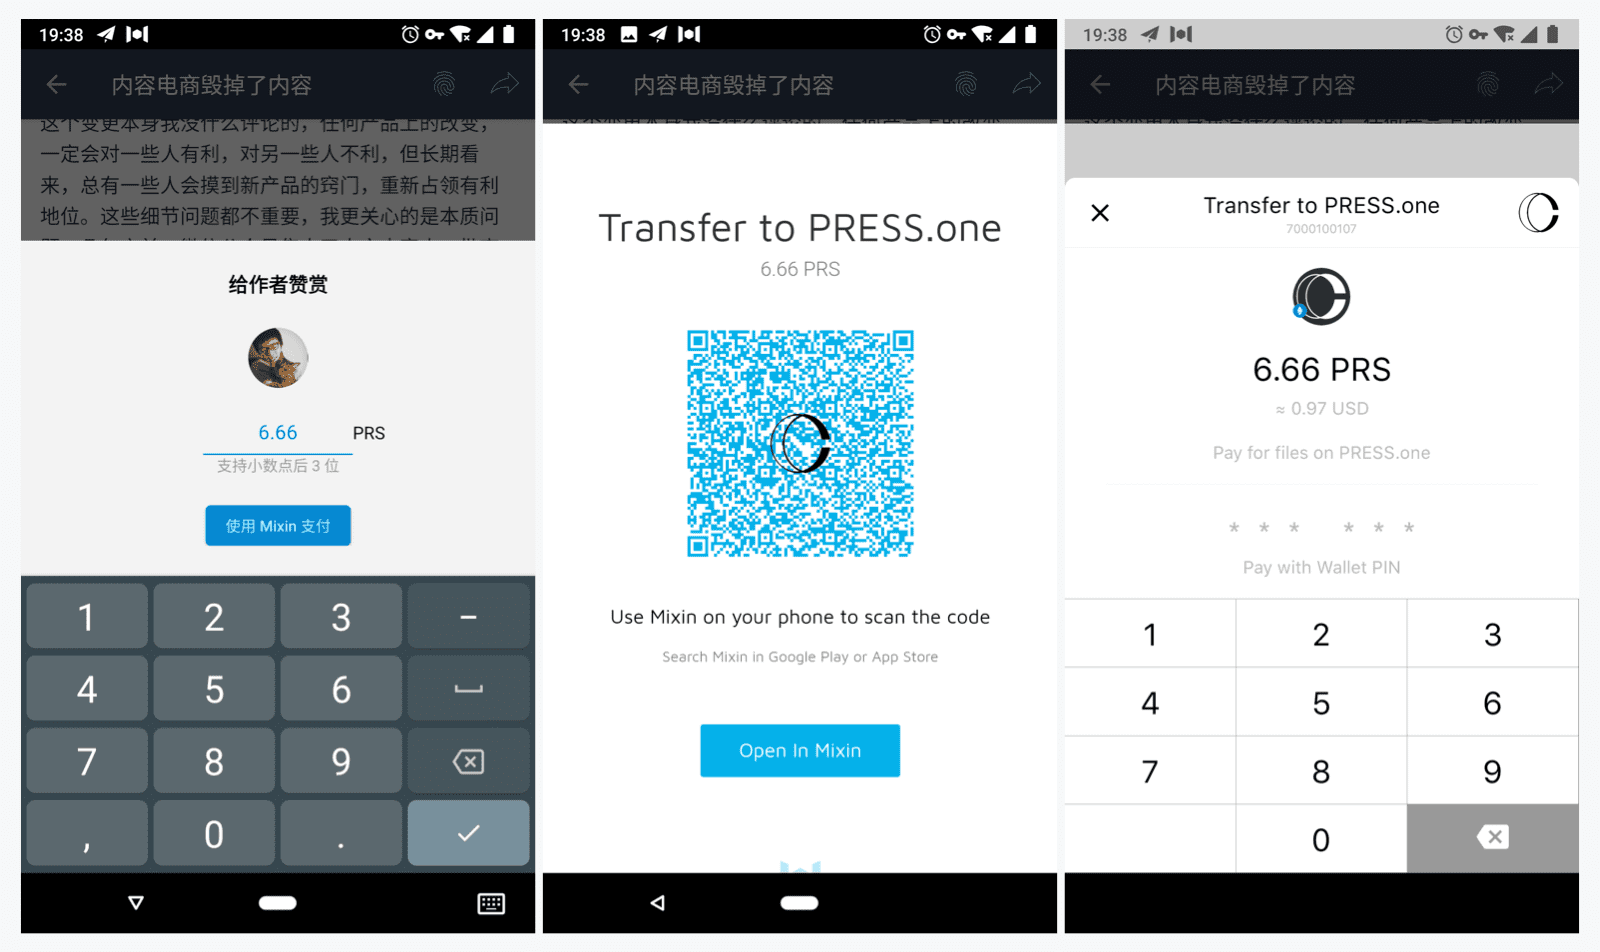 19:38
内容电商毁掉了内容
这个变更本身我没什么评论的，任何产品上的改变，
一定会对一些人有利，对另一些人不利，但长期看
来，总有一些人会摸到新产品的窍门，重新占领有利
地位。这些细节问题都不重要，我更关心的是本质问
给作者赞赏
6.66 PRS
支持小数点后 3 位
使用 Mixin 支付
1 2 3 –
4 5 6
7 8 9
, 0 .
19:38
内容电商毁掉了内容
Transfer to PRESS.one
6.66 PRS
Use Mixin on your phone to scan the code
Search Mixin in Google Play or App Store
Open In Mixin
19:38
内容电商毁掉了内容
Transfer to PRESS.one
7000100107
6.66 PRS
≈ 0.97 USD
Pay for files on PRESS.one
* * * * * *
Pay with Wallet PIN
1 2 3
4 5 6
7 8 9
0